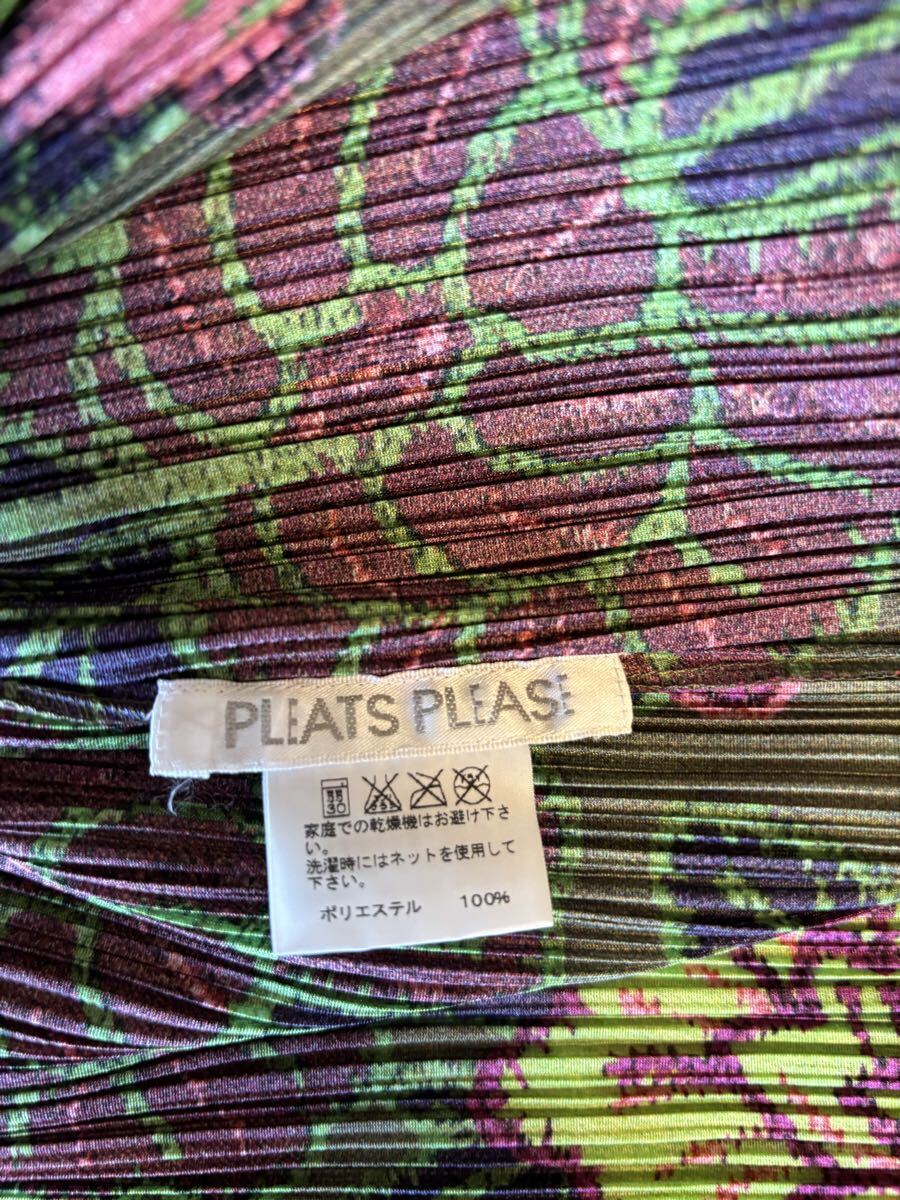 PLEATS PLEASE
30
家庭での乾燥機はお避け下さ
い。
洗濯時にはネットを使用して
下さい。
ポリエステル 100%